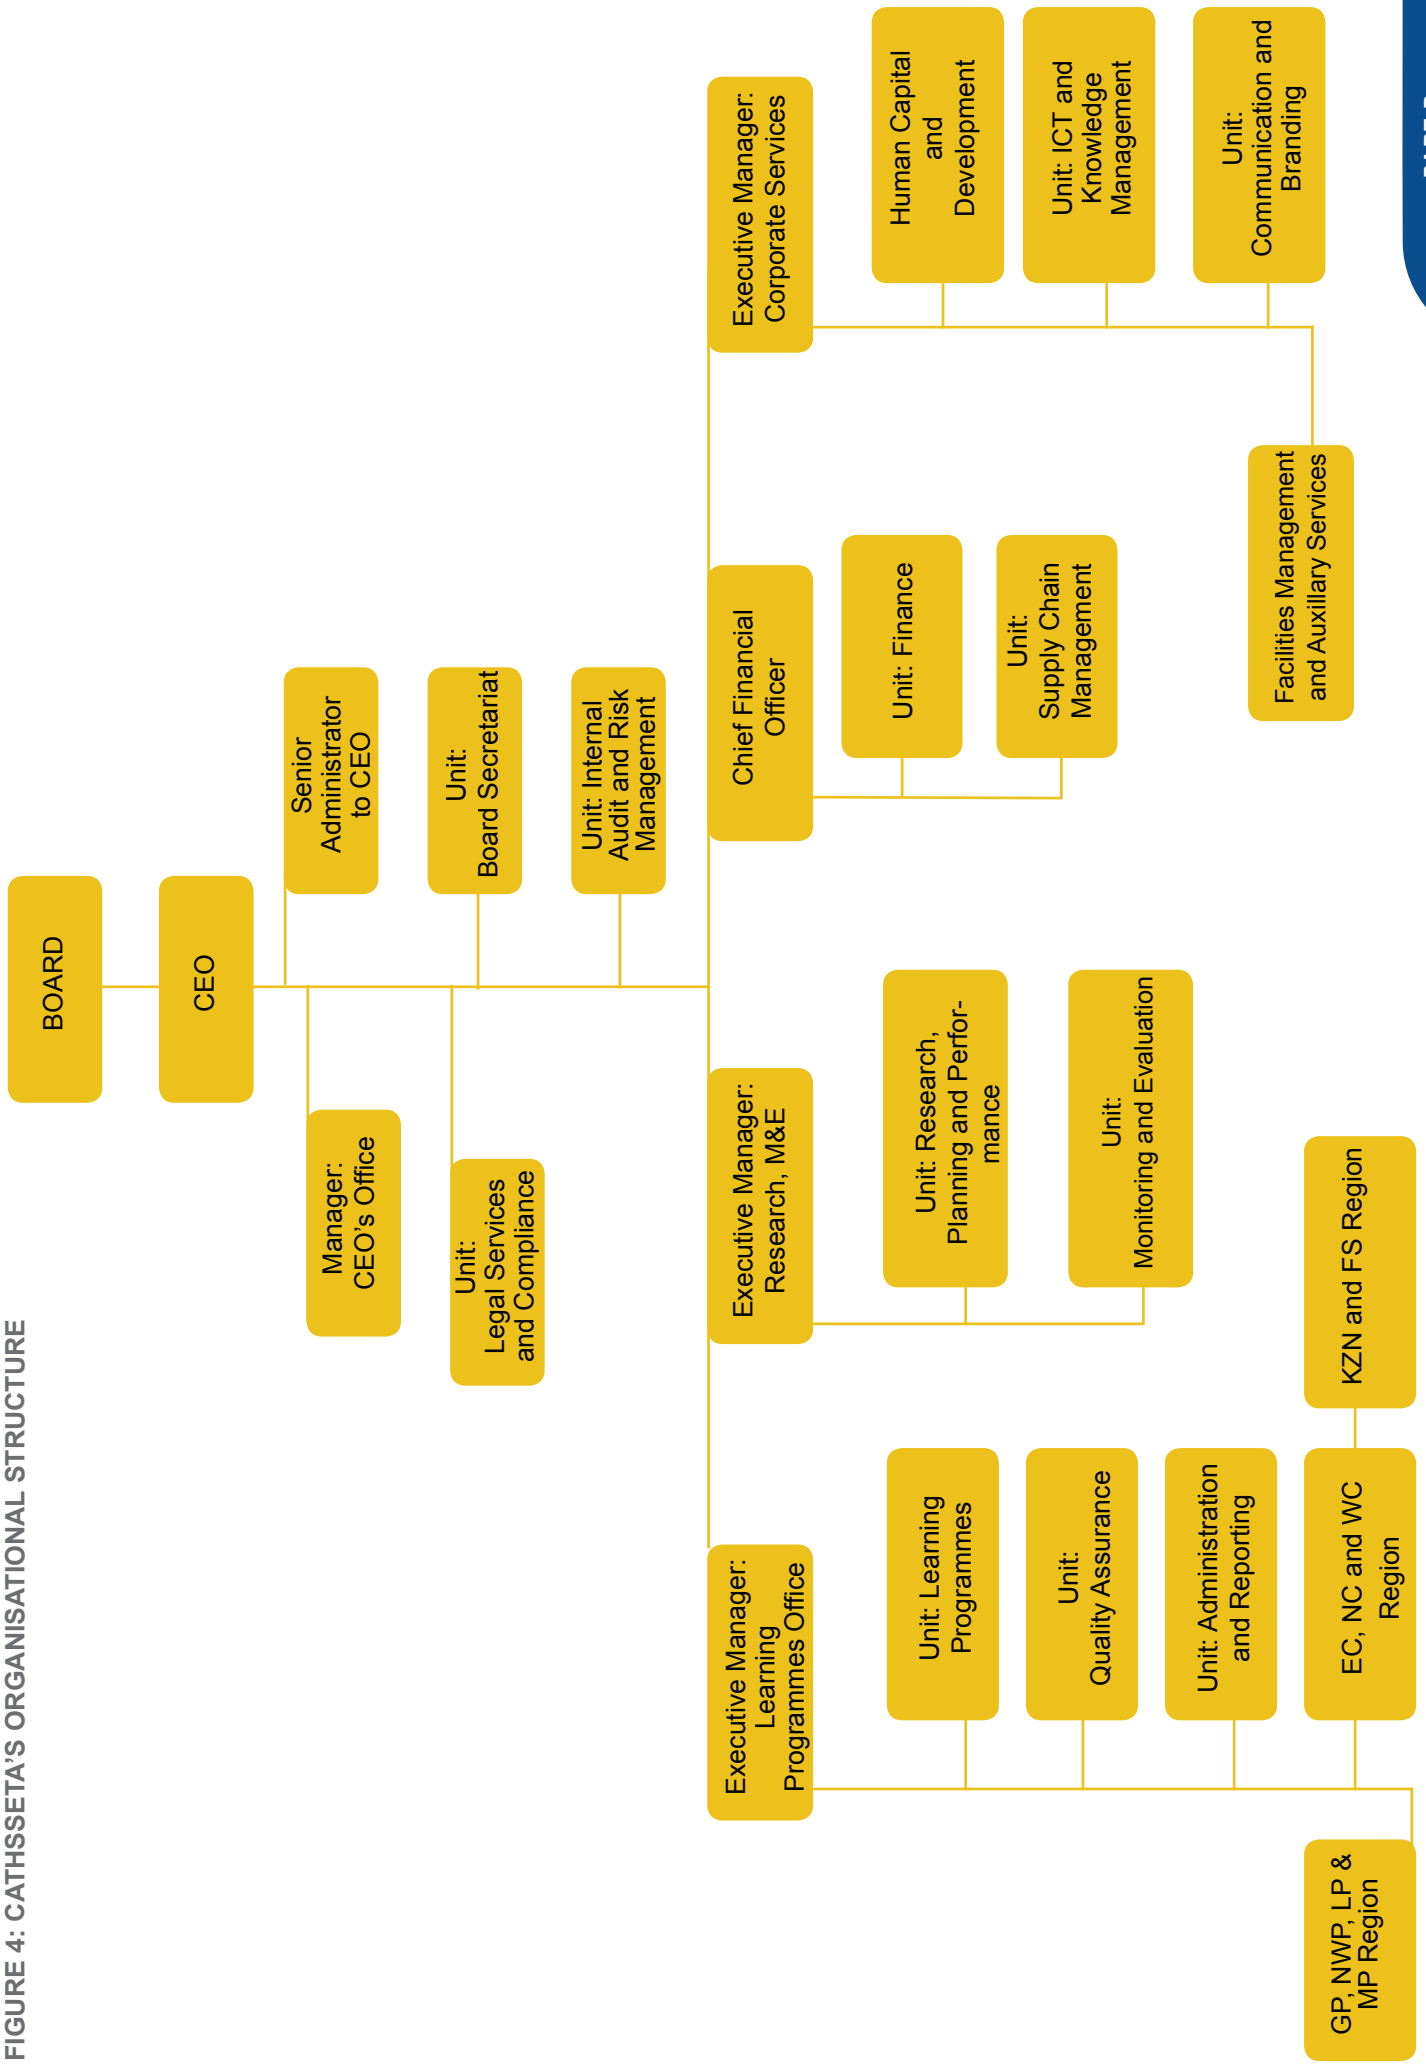 FIGURE 4: CATHSSETA'S ORGANISATIONAL STRUCTURE
BOARD
CEO
Senior
Administrator
to CEO
Manager:
CEO's Office
Unit:
Board Secretariat
Unit:
Legal Services
and Compliance
Unit: Internal
Audit and Risk
Management
Executive Manager:
Learning
Programmes Office
Unit: Learning
Programmes
Unit:
Quality Assurance
Unit: Administration
and Reporting
GP, NWP, LP &
MP Region
EC, NC and WC
Region
KZN and FS Region
Executive Manager:
Research, M&E
Unit: Research,
Planning and Perfor-
mance
Unit:
Monitoring and Evaluation
Chief Financial
Officer
Unit: Finance
Unit:
Supply Chain
Management
Executive Manager:
Corporate Services
Human Capital
and
Development
Unit: ICT and
Knowledge
Management
Unit:
Communication and
Branding
Facilities Management
and Auxillary Services